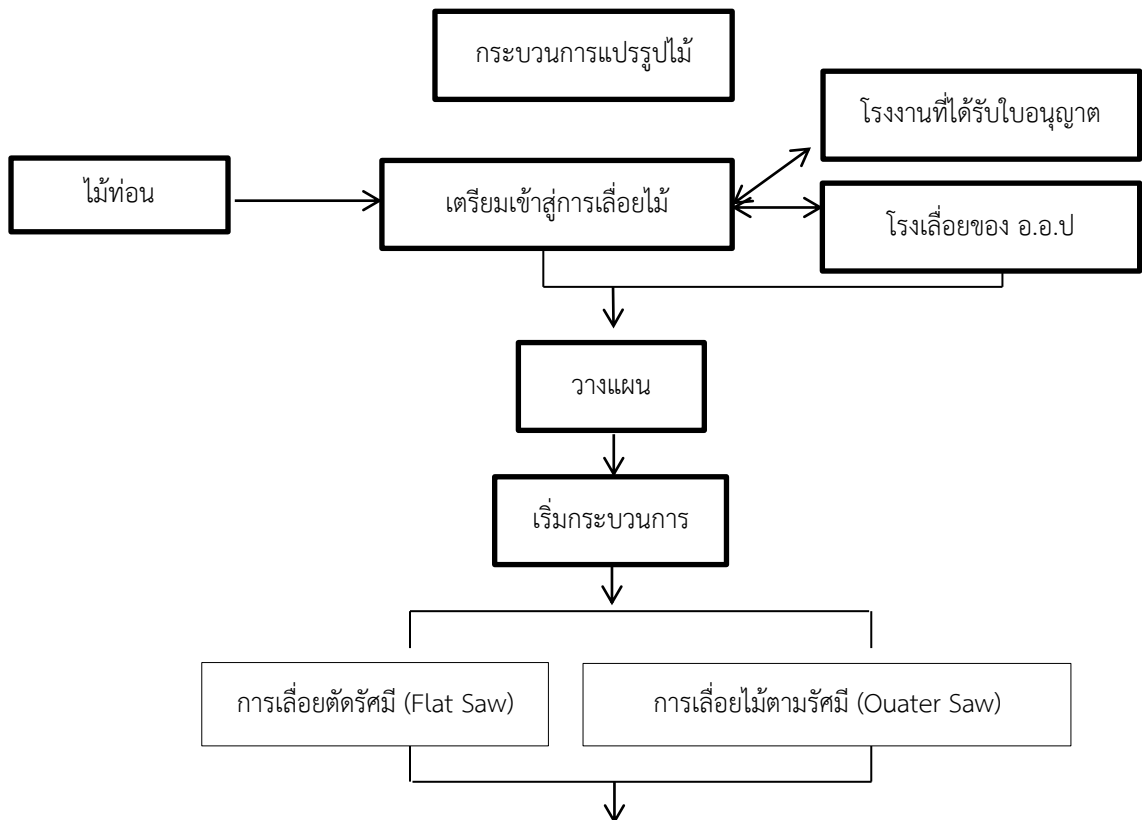 กระบวนการแปรรูปไม้
โรงงานที่ได้รับใบอนุญาต
ไม้ท่อน
เตรียมเข้าสู่การเลื่อยไม้
โรงเลื่อยของ อ.อ.ป
วางแผน
เริ่มกระบวนการ
การเลื่อยตัดรัศมี (Flat Saw)
การเลื่อยไม้ตามรัศมี (Ouater Saw)